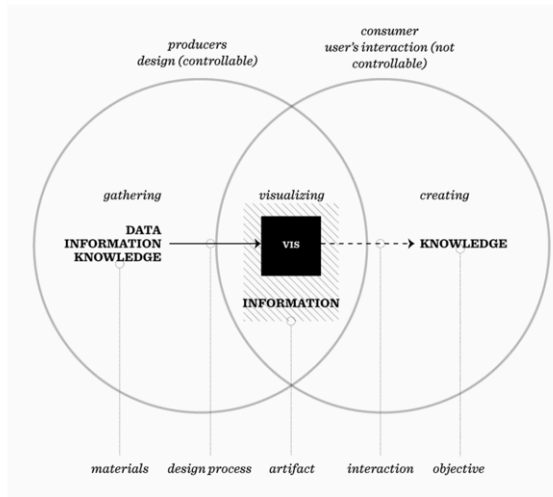 producers
design (controllable)
consumer
user's interaction (not
controllable)
gathering
visualizing
creating
DATA
INFORMATION
KNOWLEDGE
VIS
KNOWLEDGE
INFORMATION
materials
design process
artifact
interaction
objective